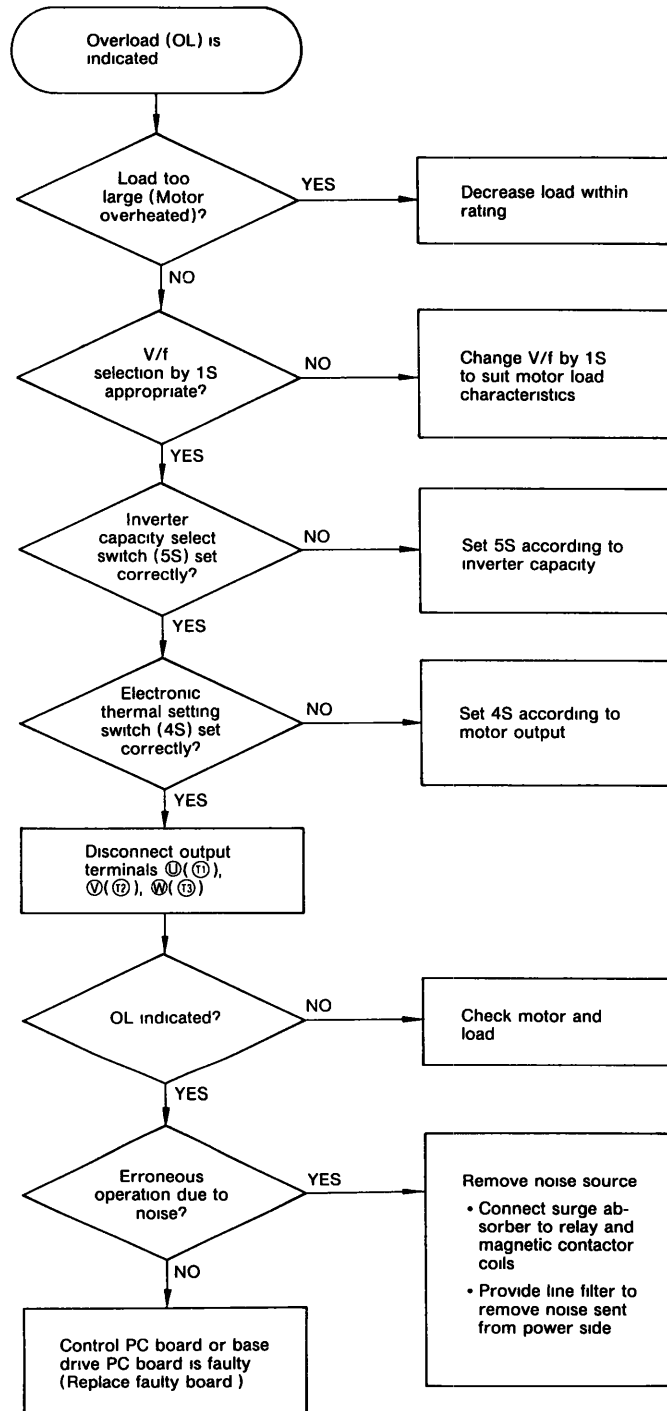 Overload (OL) is
indicated
Load too
large (Motor
overheated)?
YES
Decrease load within
rating
NO
V/f
selection by 1S
appropriate?
NO
Change V/f by 1S
to suit motor load
characteristics
YES
Inverter
capacity select
switch (5S) set
correctly?
NO
Set 5S according to
inverter capacity
YES
Electronic
thermal setting
switch (4S) set
correctly?
NO
Set 4S according to
motor output
YES
Disconnect output
terminals Ⓤ(T1),
Ⓥ(T2), Ⓦ(T3)
OL indicated?
NO
Check motor and
load
YES
Erroneous
operation due to
noise?
YES
Remove noise source
• Connect surge ab-
sorber to relay and
magnetic contactor
coils
• Provide line filter to
remove noise sent
from power side
NO
Control PC board or base
drive PC board is faulty
(Replace faulty board)